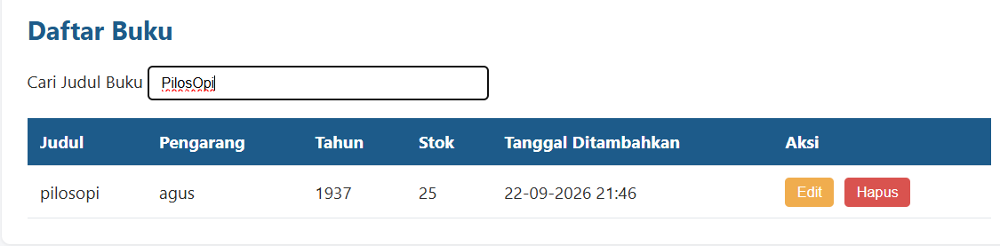 Daftar Buku
Cari Judul Buku PilosOpi
Judul Pengarang Tahun Stok Tanggal Ditambahkan Aksi
pilosopi agus 1937 25 22-09-2026 21:46 Edit Hapus